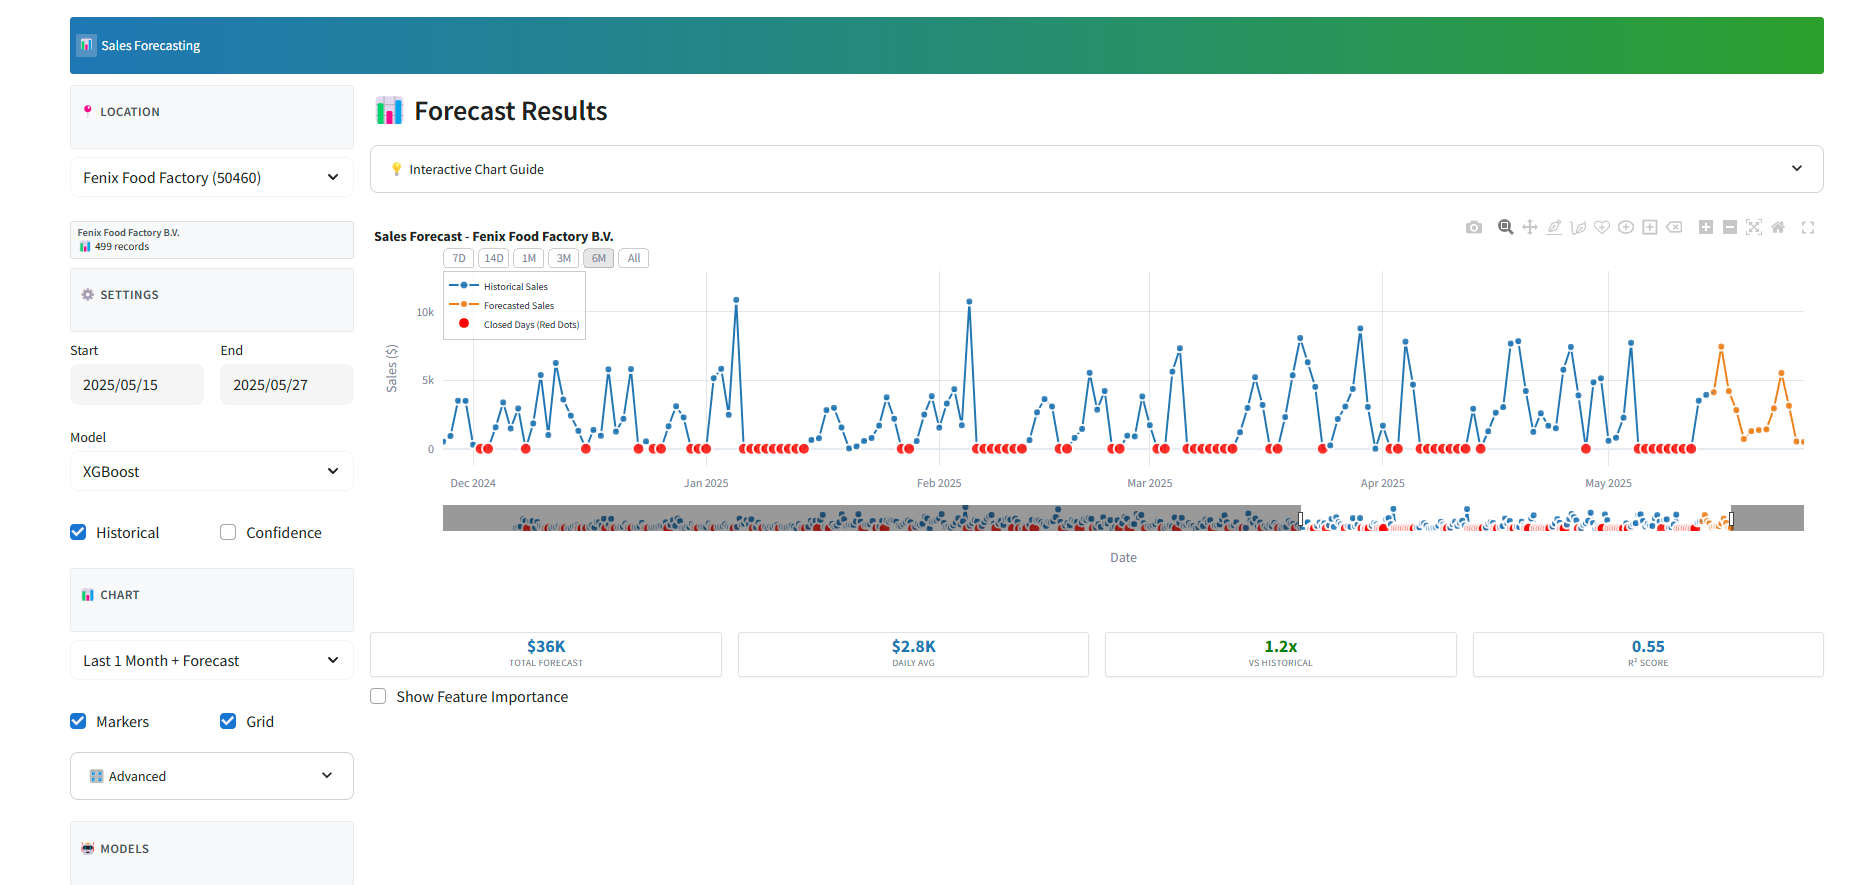 Sales Forecasting
LOCATION
Fenix Food Factory (50460)
Fenix Food Factory B.V.
499 records
SETTINGS
Start
End
2025/05/15
2025/05/27
Model
XGBoost
Historical
Confidence
CHART
Last 1 Month + Forecast
Markers
Grid
Advanced
MODELS
Forecast Results
Interactive Chart Guide
Sales Forecast - Fenix Food Factory B.V.
7D
14D
1M
3M
6M
All
Historical Sales
Forecasted Sales
Closed Days (Red Dots)
Sales ($)
10k
5k
0
Dec 2024
Jan 2025
Feb 2025
Mar 2025
Apr 2025
May 2025
Date
$36K
TOTAL FORECAST
$2.8K
DAILY AVG
1.2x
VS HISTORICAL
0.55
R² SCORE
Show Feature Importance